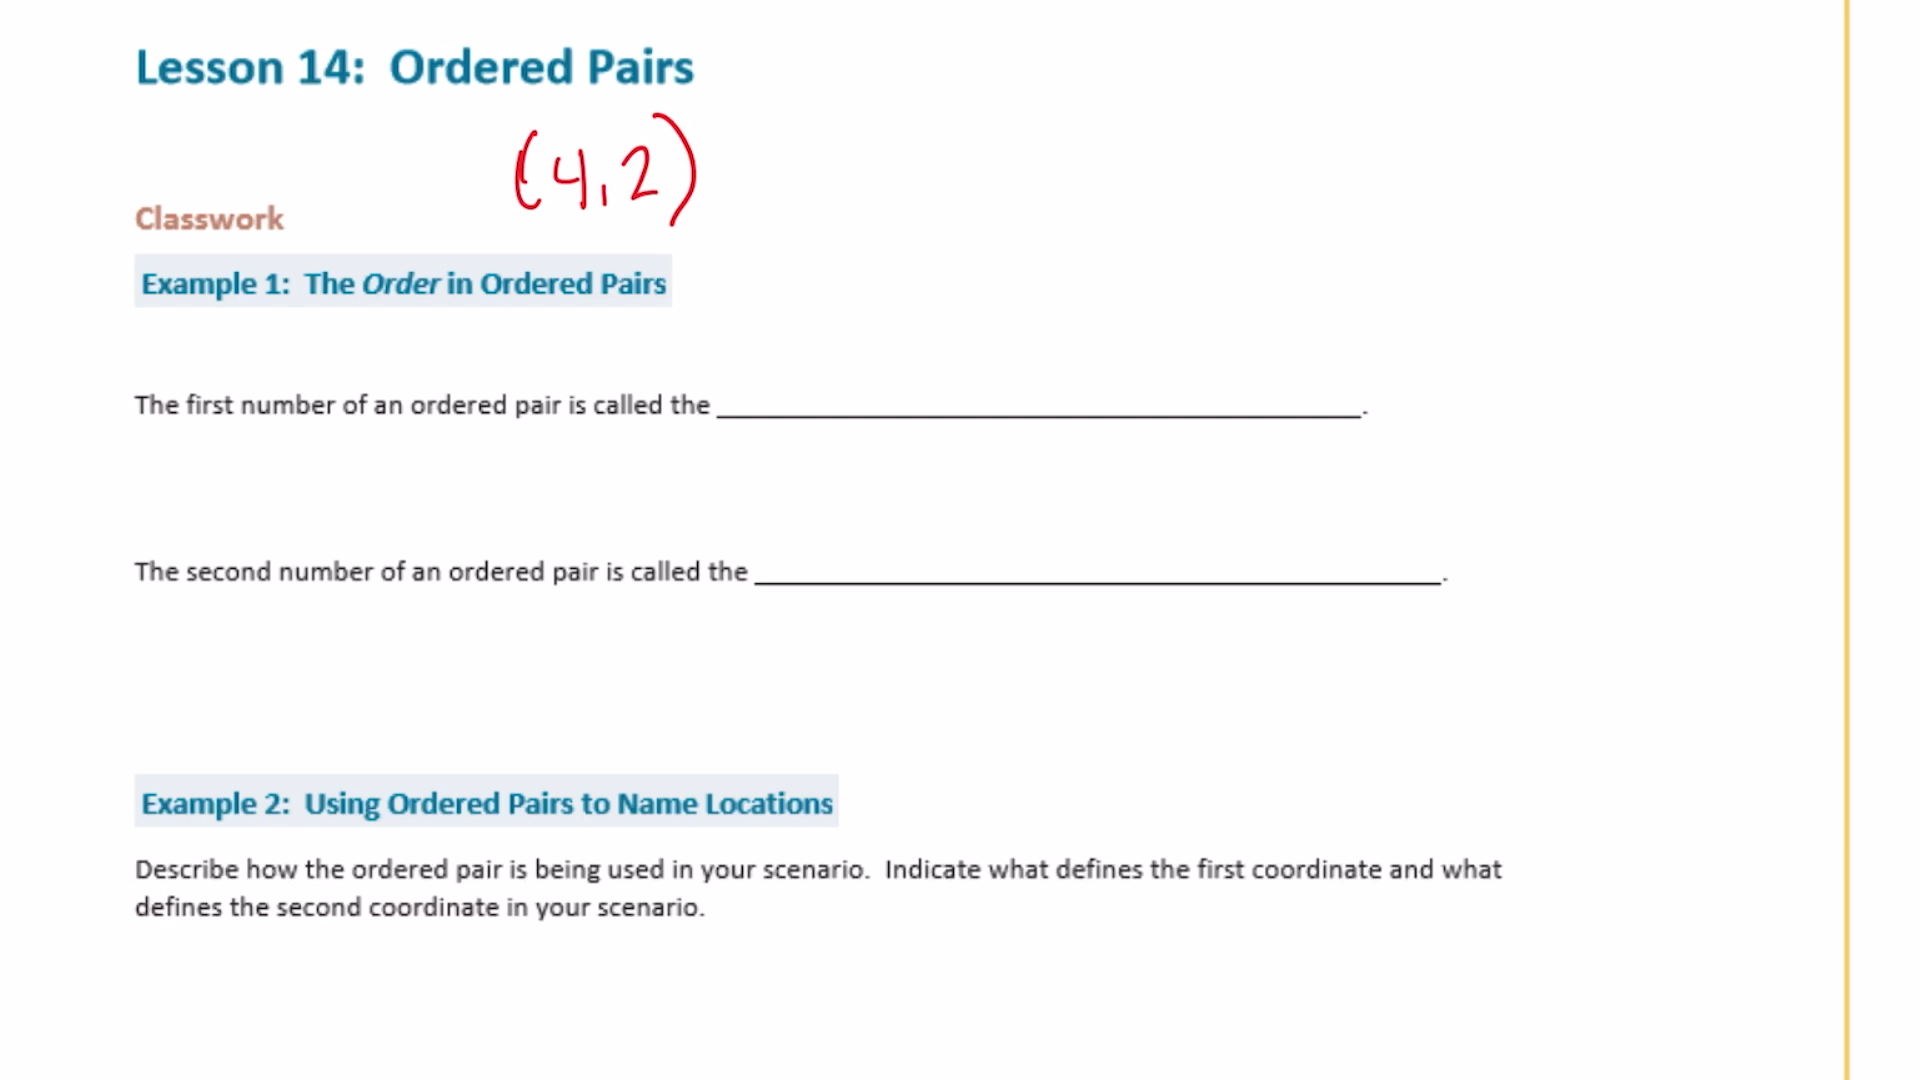 Lesson 14: Ordered Pairs
(4,2)
Classwork
Example 1: The Order in Ordered Pairs
The first number of an ordered pair is called the ______________________________.
The second number of an ordered pair is called the ______________________________.
Example 2: Using Ordered Pairs to Name Locations
Describe how the ordered pair is being used in your scenario. Indicate what defines the first coordinate and what
defines the second coordinate in your scenario.